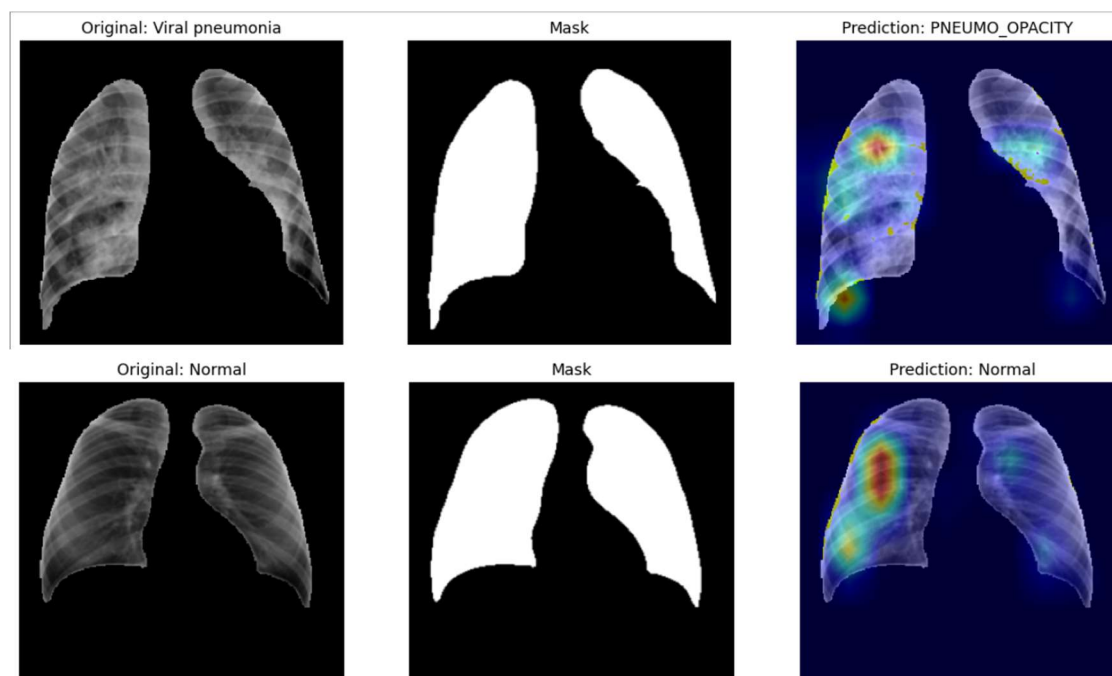 Original: Viral pneumonia
Mask
Prediction: PNEUMO_OPACITY
Original: Normal
Mask
Prediction: Normal